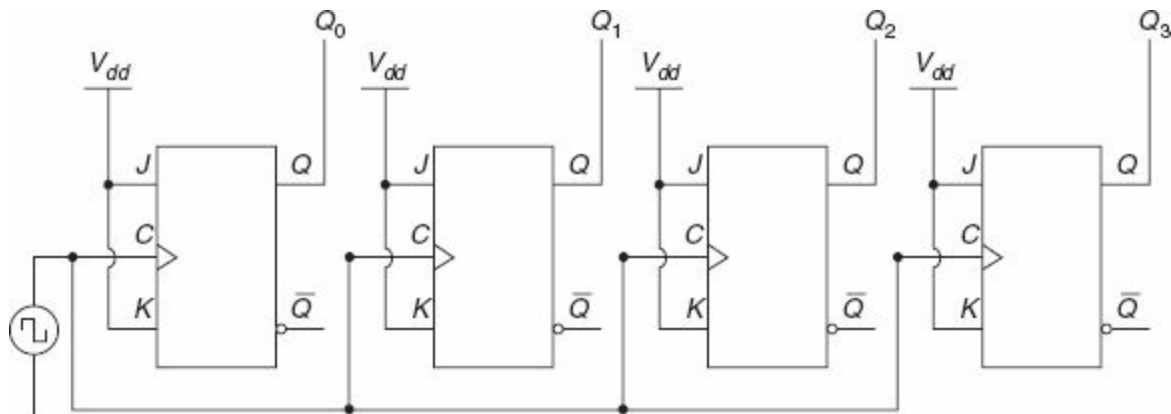 Q0 Q1 Q2 Q3
Vdd Vdd Vdd Vdd
J Q J Q J Q J Q
C C C C
K Q̅ K Q̅ K Q̅ K Q̅